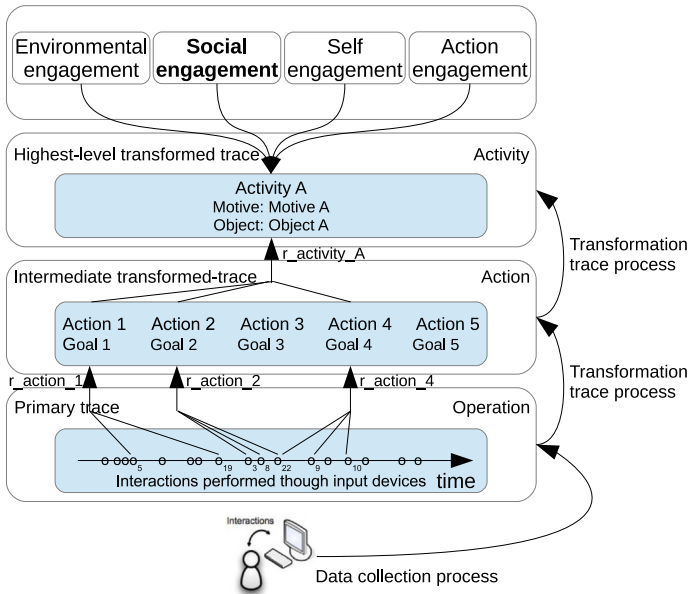 Environmental engagement
Social engagement
Self engagement
Action engagement
Highest-level transformed trace
Activity
Activity A
Motive: Motive A
Object: Object A
r_activity_A
Transformation
trace process
Intermediate transformed-trace
Action
Action 1 Action 2 Action 3 Action 4 Action 5
Goal 1 Goal 2 Goal 3 Goal 4 Goal 5
r_action_1 r_action_2 r_action_4
Transformation
trace process
Primary trace
Operation
5 19 3 8 22 9 10
Interactions performed though input devices
time
Interactions
Data collection process